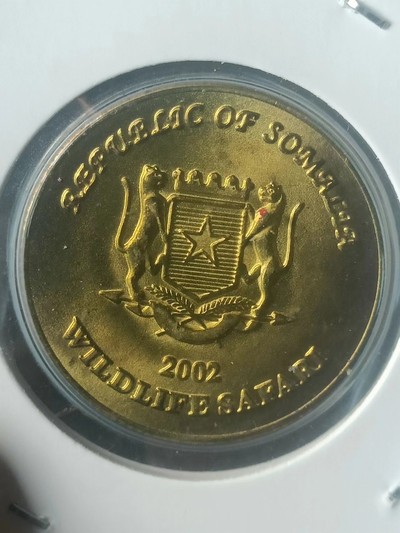 REPUBLIC OF SOMALIA
2002
WILDLIFE SAFARI